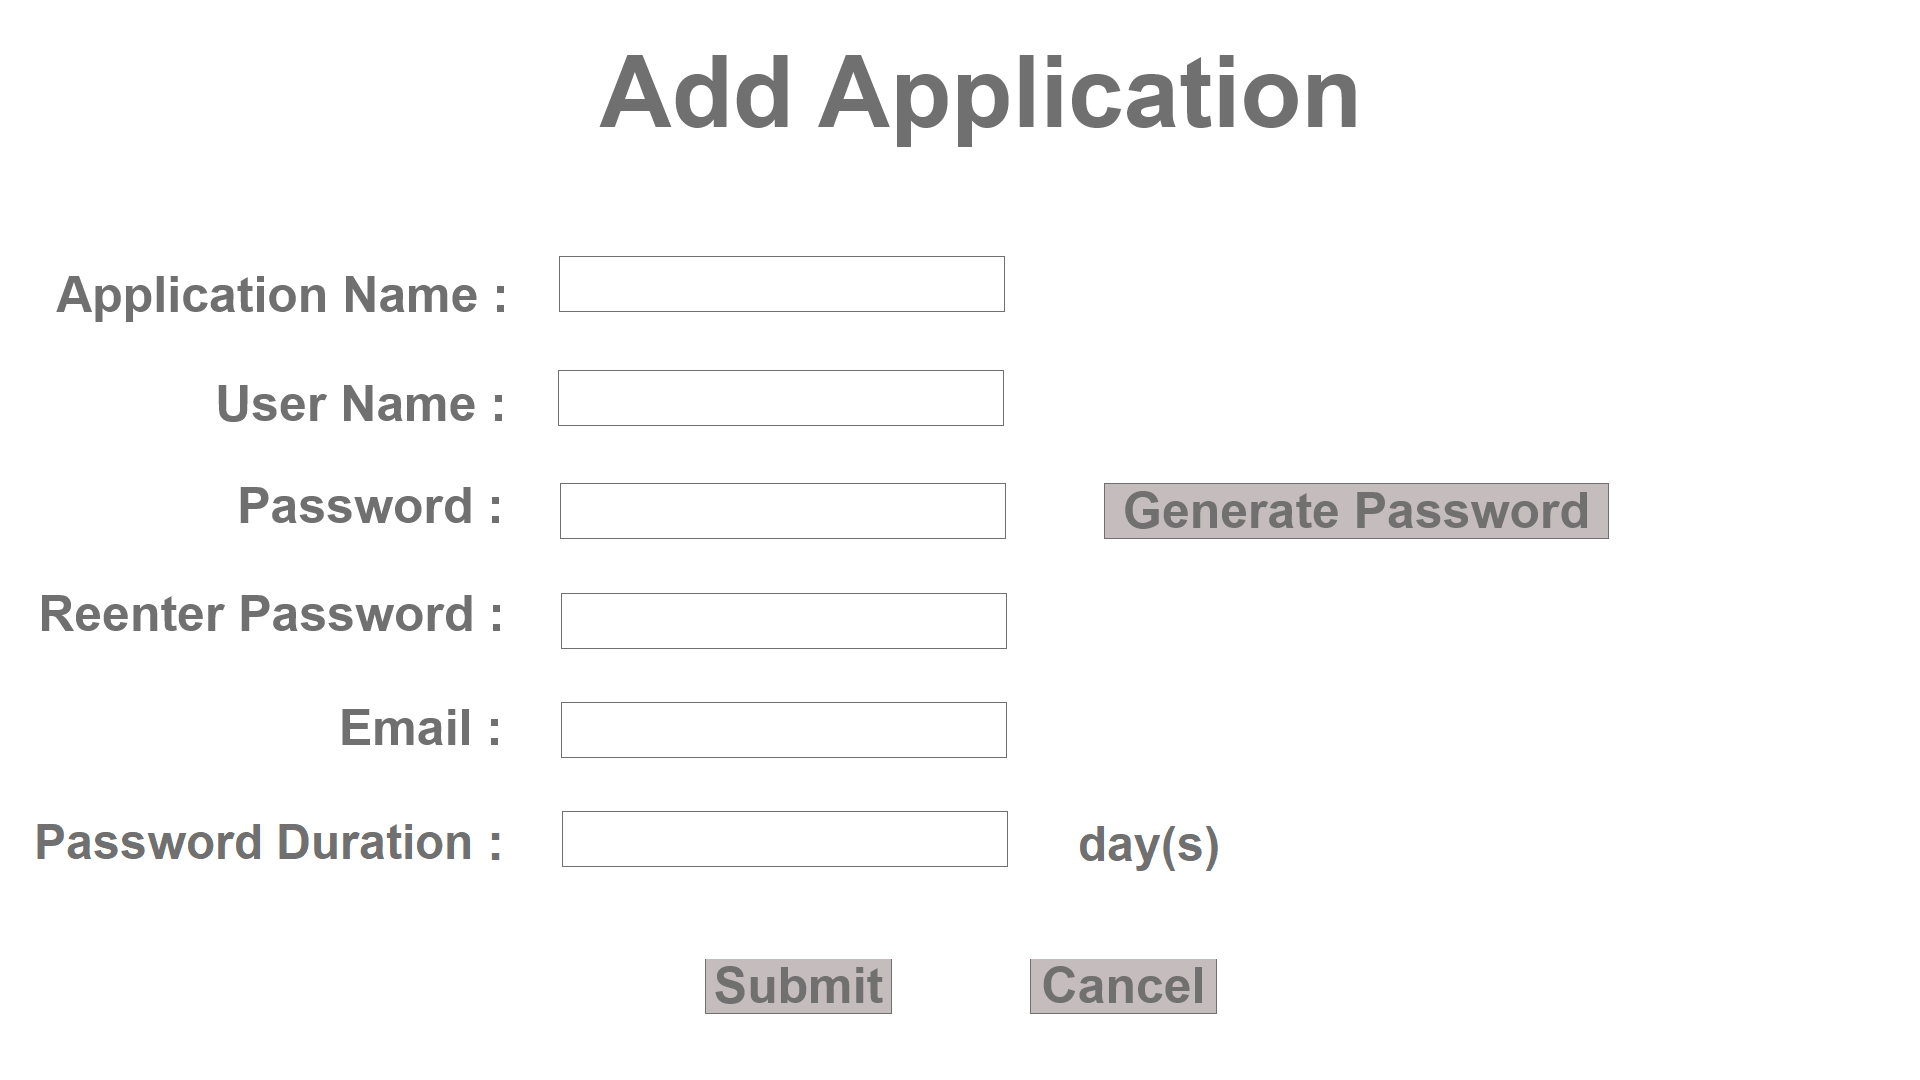 Add Application
Application Name :
User Name :
Password :
Generate Password
Reenter Password :
Email :
Password Duration :
day(s)
Submit
Cancel